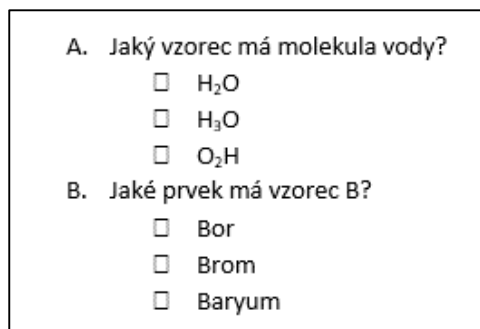 A. Jaký vzorec má molekula vody?
☐ H₂O
☐ H₃O
☐ O₂H
B. Jaké prvek má vzorec B?
☐ Bor
☐ Brom
☐ Baryum